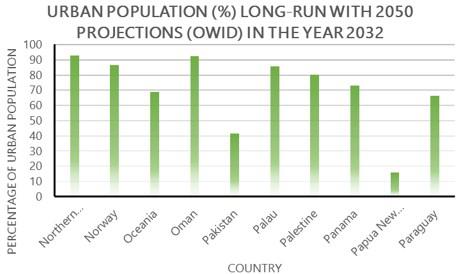 URBAN POPULATION (%) LONG-RUN WITH 2050
PROJECTIONS (OWID) IN THE YEAR 2032
PERCENTAGE OF URBAN POPULATION
100
90
80
70
60
50
40
30
20
10
0
Northern...
Norway
Oceania
Oman
Pakistan
Palau
Palestine
Panama
Papua New...
Paraguay
COUNTRY